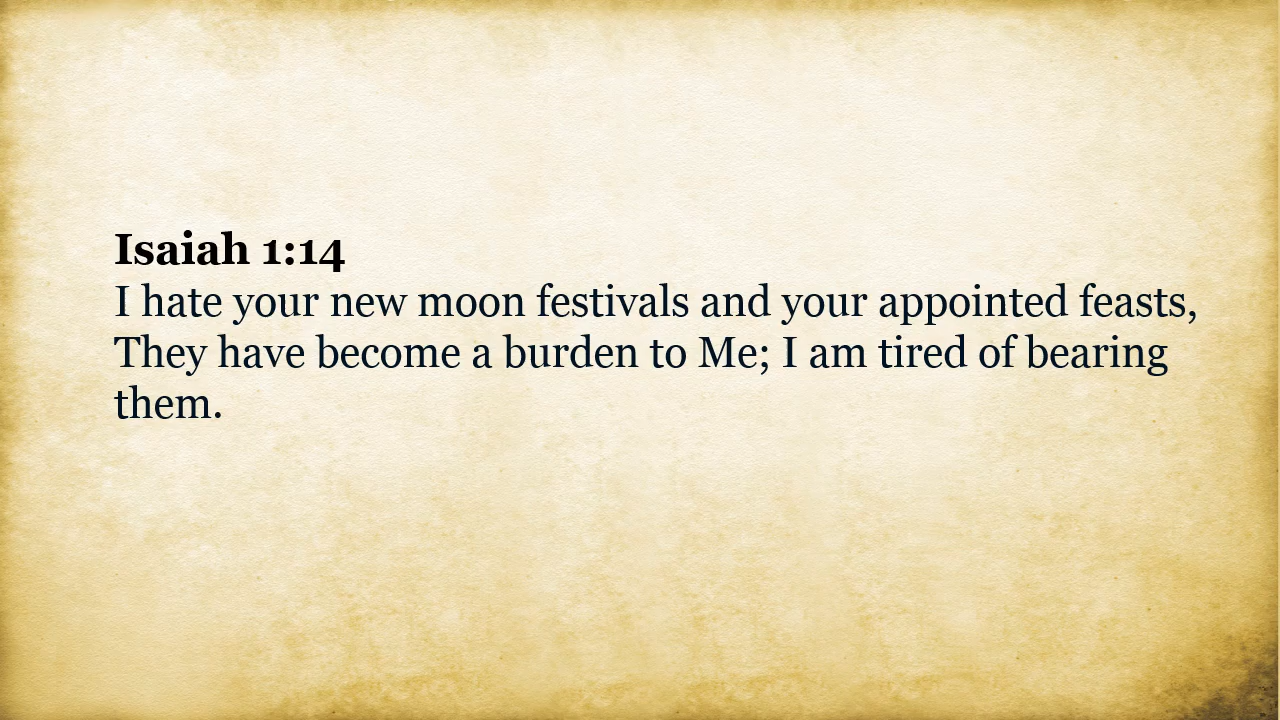 Isaiah 1:14
I hate your new moon festivals and your appointed feasts,
They have become a burden to Me; I am tired of bearing
them.